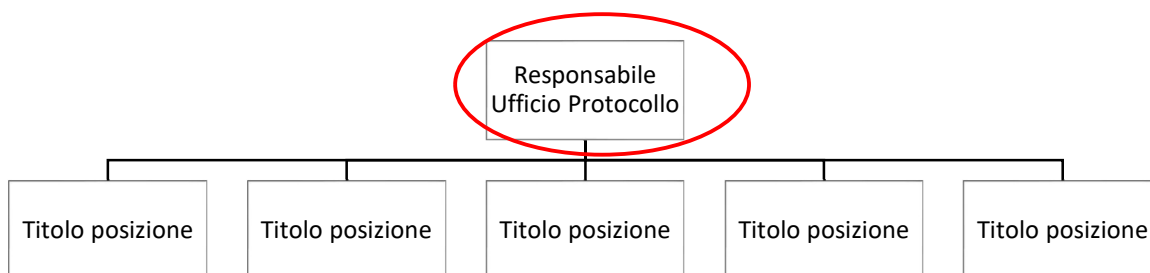 Responsabile
Ufficio Protocollo
Titolo posizione
Titolo posizione
Titolo posizione
Titolo posizione
Titolo posizione